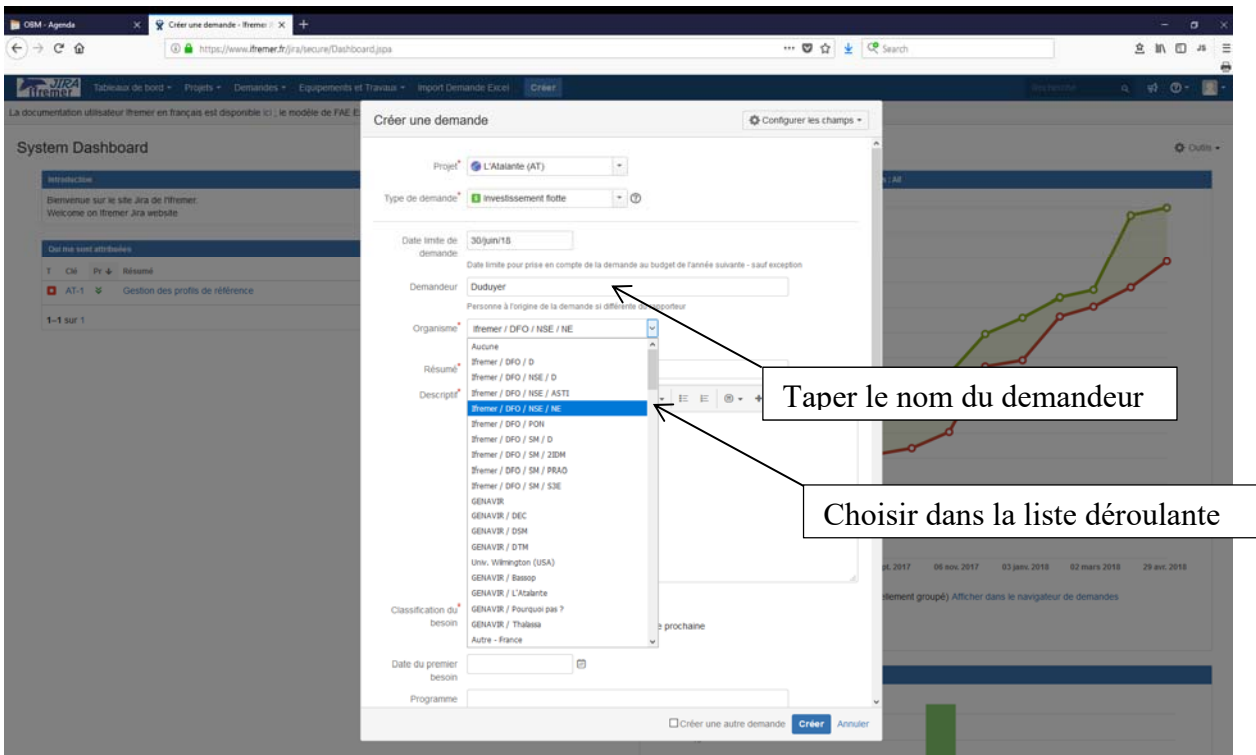 OBM - Agenda
Créer une demande - Ifremer
https://www.ifremer.fr/jira/secure/Dashboard.jspa
Search
JIRA
Ifremer
Tableaux de bord Projets Demandes Equipements et Travaux Import Demande Excel Créer
Recherche
La documentation utilisateur Ifremer en français est disponible ici ; le modèle de FAE
System Dashboard
Outils
Introduction
: All
Bienvenue sur le site Jira de l'Ifremer.
Welcome on Ifremer Jira website
Qui me sont attribuées
T Clé Pr Résumé
AT-1 Gestion des profils de référence
1–1 sur 1
Créer une demande
Configurer les champs
Projet* L'Atalante (AT)
Type de demande* Investissement flotte
Date limite de demande 30/juin/18
Date limite pour prise en compte de la demande au budget de l'année suivante - sauf exception
Demandeur Duduyer
Personne à l'origine de la demande si différente du rapporteur
Organisme* Ifremer / DFO / NSE / NE
Aucune
Ifremer / DFO / D
Résumé*
Ifremer / DFO / NSE / D
Descriptif*
Ifremer / DFO / NSE / ASTI
Ifremer / DFO / NSE / NE
Ifremer / DFO / PON
Ifremer / DFO / SM / D
Ifremer / DFO / SM / 2IDM
Ifremer / DFO / SM / PRAO
Ifremer / DFO / SM / S3E
GENAVIR
GENAVIR / DEC
GENAVIR / DSM
GENAVIR / DTM
Univ. Wilmington (USA)
GENAVIR / Bassop
GENAVIR / L'Atalante
GENAVIR / Pourquoi pas ?
GENAVIR / Thalassa
Autre - France
Taper le nom du demandeur
Choisir dans la liste déroulante
pt. 2017 06 nov. 2017 03 janv. 2018 02 mars 2018 29 avr. 2018
ellement groupé) Afficher dans le navigateur de demandes
Classification du besoin*
e prochaine
Date du premier besoin
Programme
Créer une autre demande Créer Annuler